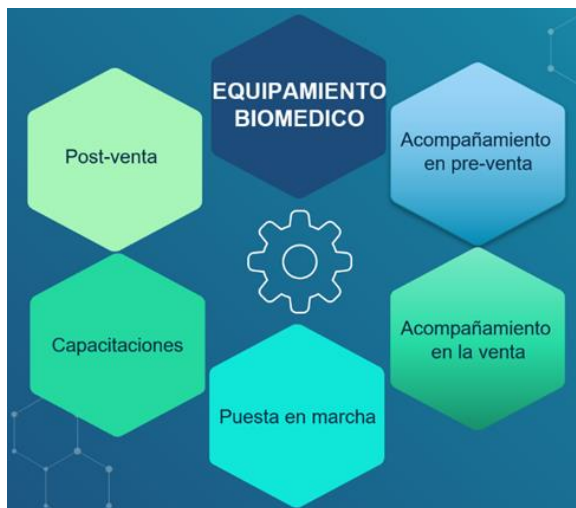 EQUIPAMIENTO
BIOMEDICO
Acompañamiento
en pre-venta
Acompañamiento
en la venta
Puesta en marcha
Capacitaciones
Post-venta